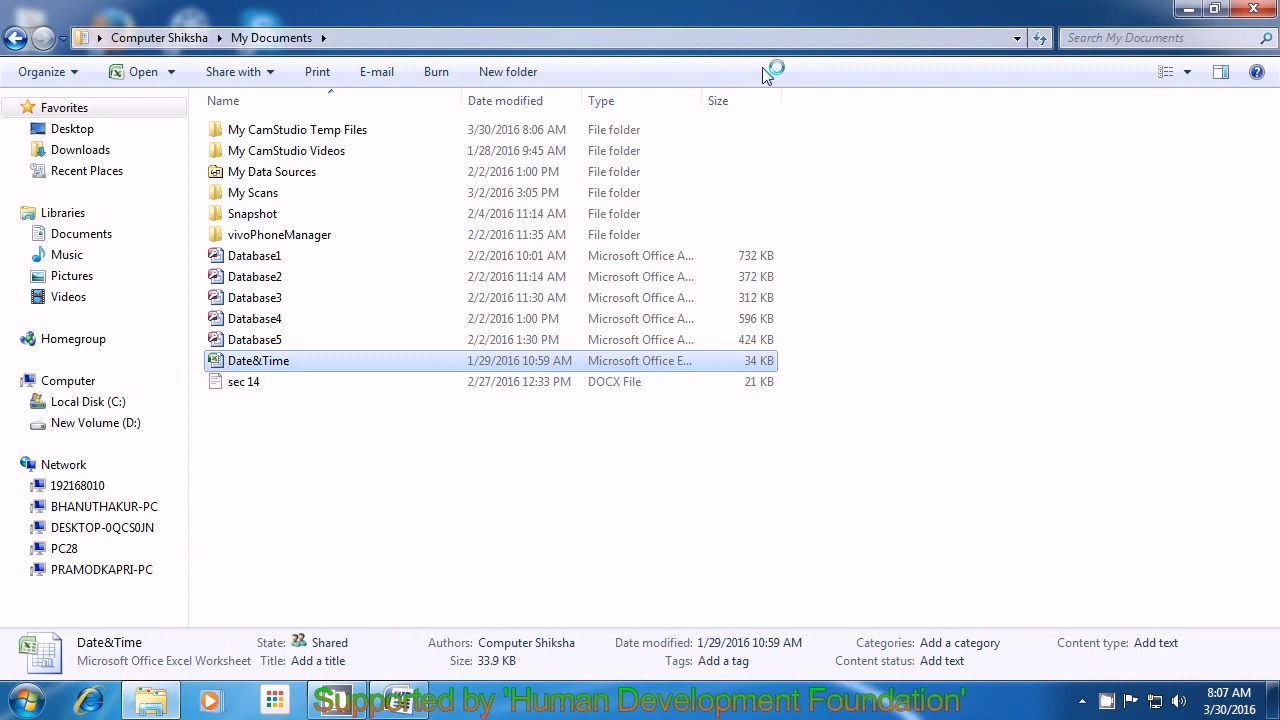 Computer Shiksha My Documents
Search My Documents
Organize Open Share with Print E-mail Burn New folder
Name Date modified Type Size
Favorites
Desktop
Downloads
Recent Places
Libraries
Documents
Music
Pictures
Videos
Homegroup
Computer
Local Disk (C:)
New Volume (D:)
Network
192168010
BHANUTHAKUR-PC
DESKTOP-0QCS0JN
PC28
PRAMODKAPRI-PC
My CamStudio Temp Files 3/30/2016 8:06 AM File folder
My CamStudio Videos 1/28/2016 9:45 AM File folder
My Data Sources 2/2/2016 1:00 PM File folder
My Scans 3/2/2016 3:05 PM File folder
Snapshot 2/4/2016 11:14 AM File folder
vivoPhoneManager 2/2/2016 11:35 AM File folder
Database1 2/2/2016 10:01 AM Microsoft Office A... 732 KB
Database2 2/2/2016 11:14 AM Microsoft Office A... 372 KB
Database3 2/2/2016 11:30 AM Microsoft Office A... 312 KB
Database4 2/2/2016 1:00 PM Microsoft Office A... 596 KB
Database5 2/2/2016 1:30 PM Microsoft Office A... 424 KB
Date&Time 1/29/2016 10:59 AM Microsoft Office E... 34 KB
sec 14 2/27/2016 12:33 PM DOCX File 21 KB
Date&Time State: Shared Authors: Computer Shiksha Date modified: 1/29/2016 10:59 AM Categories: Add a category Content type: Add text
Microsoft Office Excel Worksheet Title: Add a title Size: 33.9 KB Tags: Add a tag Content status: Add text
Supported by 'Human Development Foundation'
8:07 AM
3/30/2016